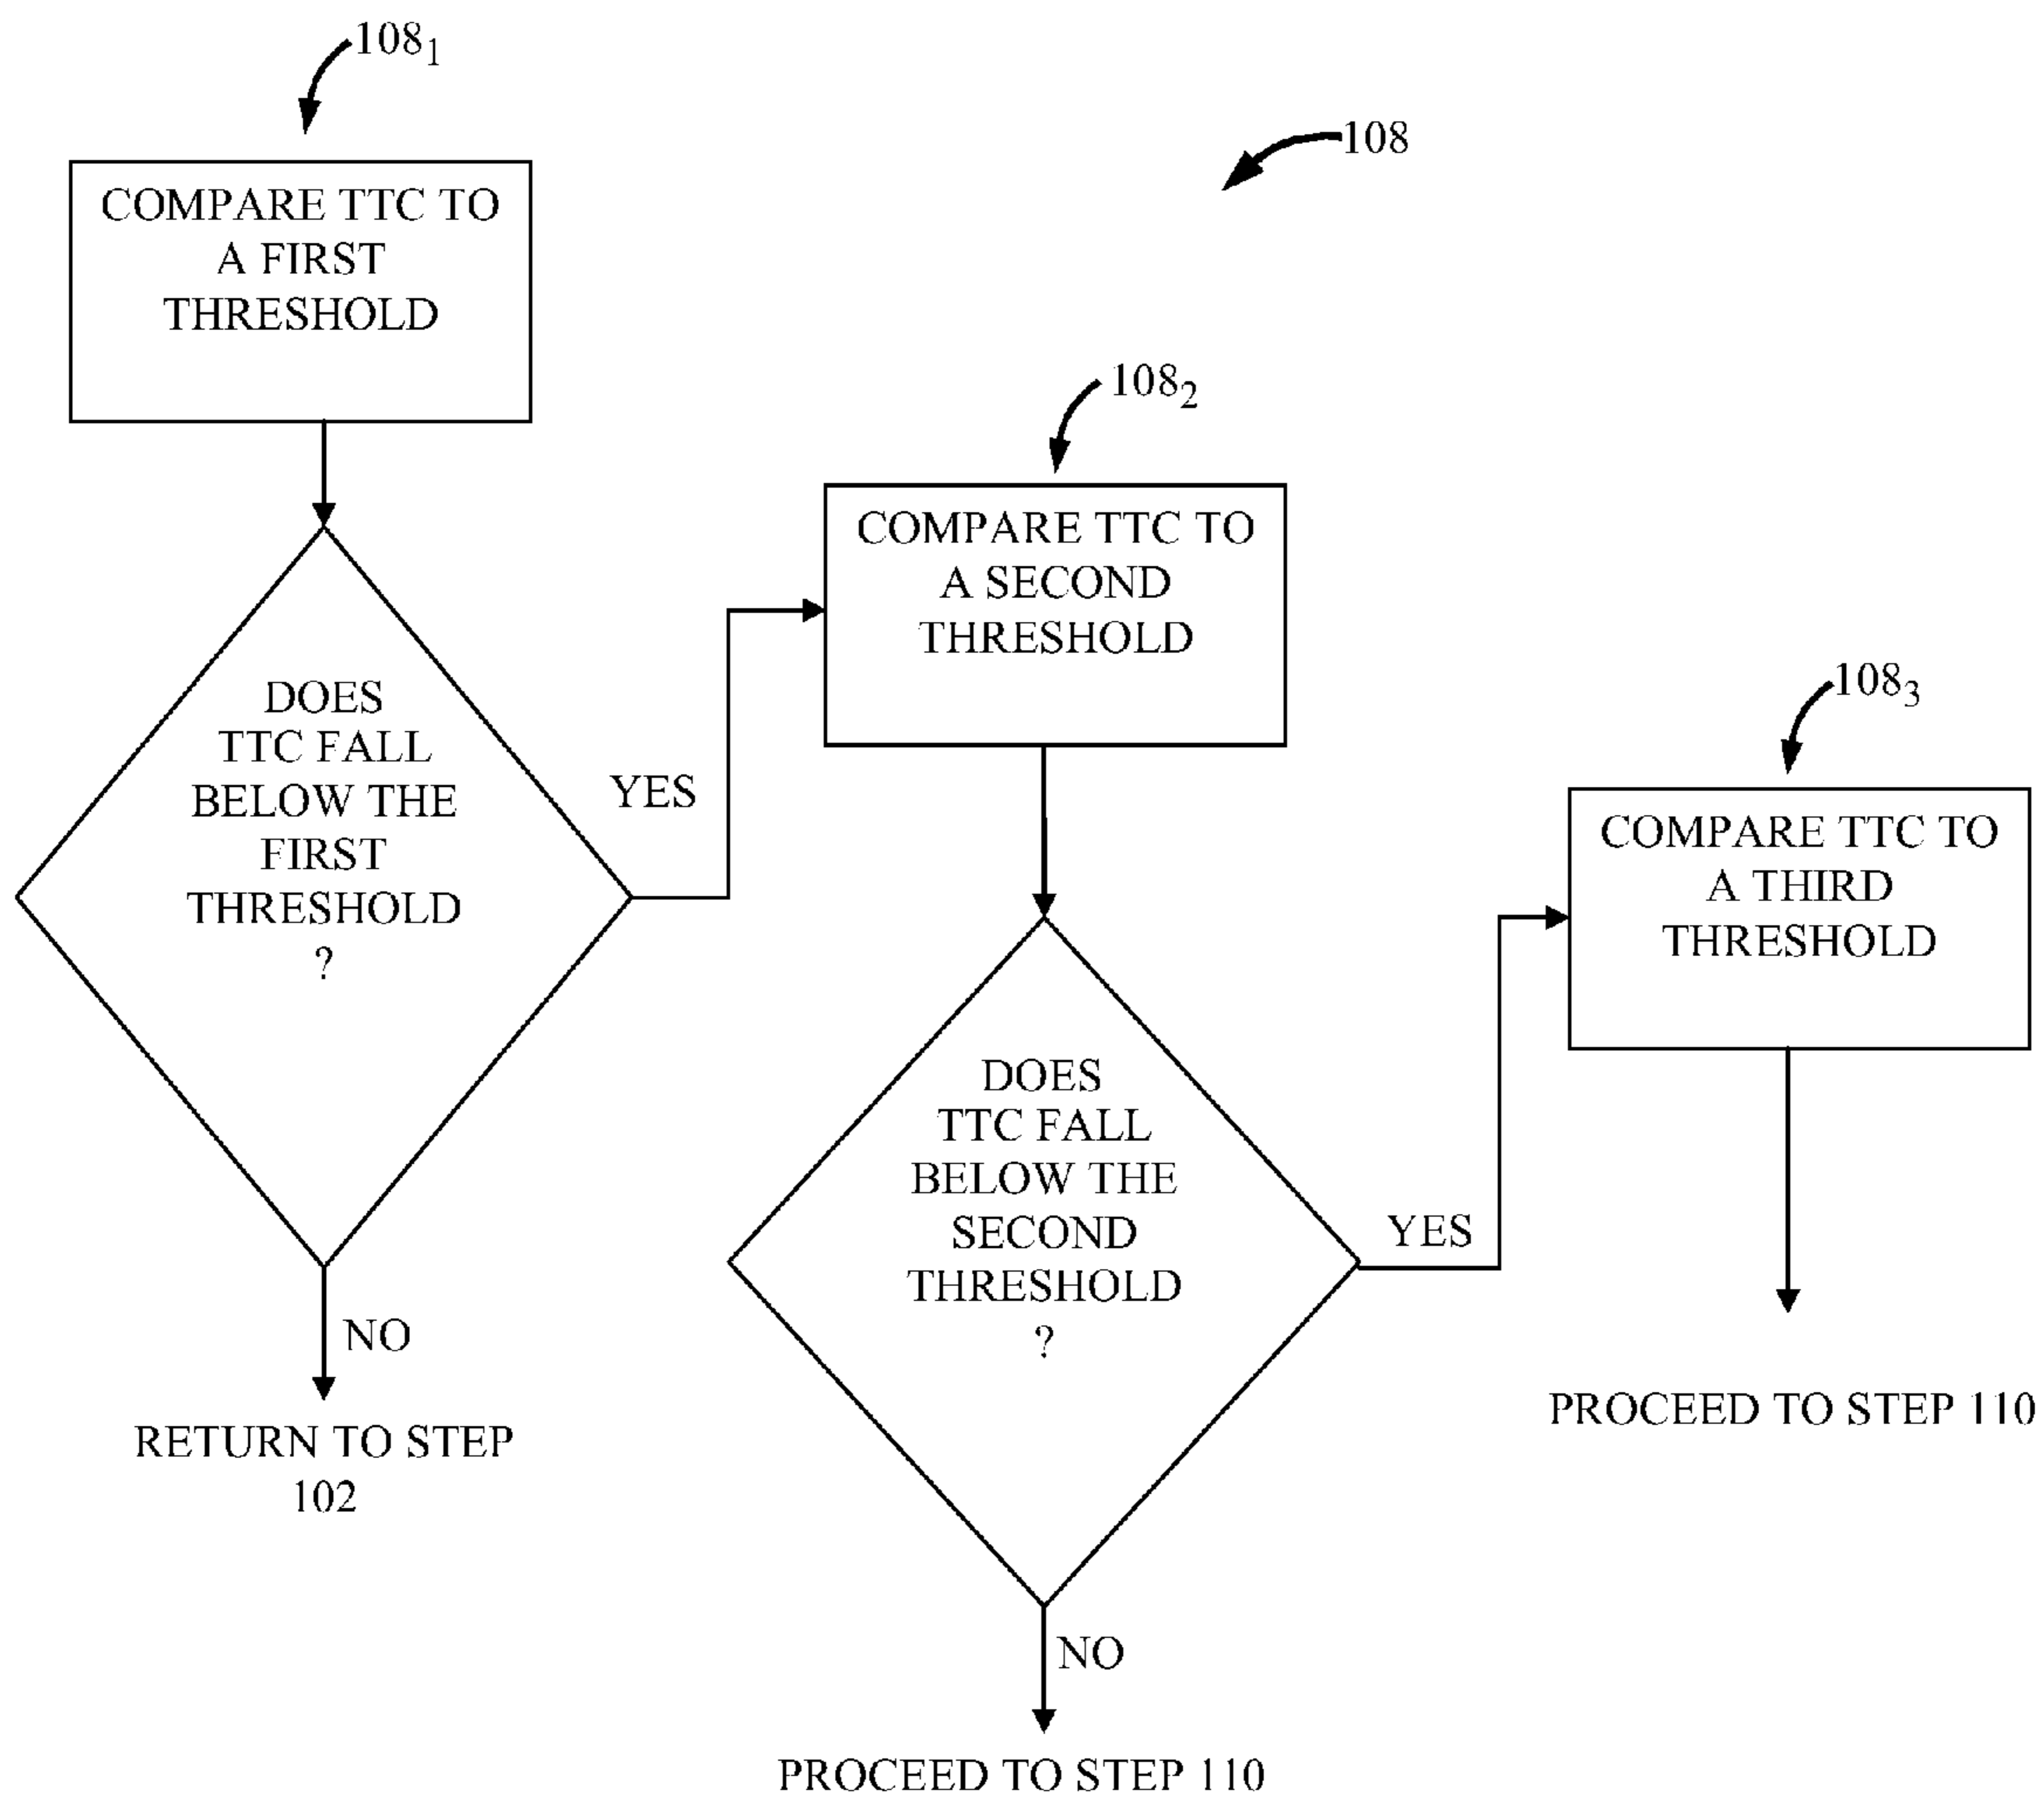 108₁
108
COMPARE TTC TO
A FIRST
THRESHOLD
108₂
COMPARE TTC TO
A SECOND
THRESHOLD
DOES
TTC FALL
BELOW THE
FIRST
THRESHOLD
?
YES
108₃
COMPARE TTC TO
A THIRD
THRESHOLD
DOES
TTC FALL
BELOW THE
SECOND
THRESHOLD
?
YES
NO
RETURN TO STEP
102
PROCEED TO STEP 110
NO
PROCEED TO STEP 110